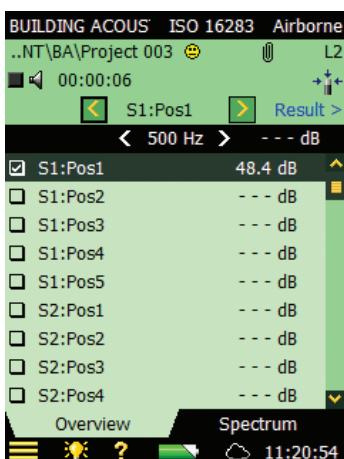 BUILDING ACOUS ISO 16283 Airborne
..NT\BA\Project 003 L2
00:00:06
< S1:Pos1 > Result >
< 500 Hz > - - - dB
S1:Pos1 48.4 dB
S1:Pos2 - - - dB
S1:Pos3 - - - dB
S1:Pos4 - - - dB
S1:Pos5 - - - dB
S2:Pos1 - - - dB
S2:Pos2 - - - dB
S2:Pos3 - - - dB
S2:Pos4 - - - dB
Overview Spectrum
? 11:20:54